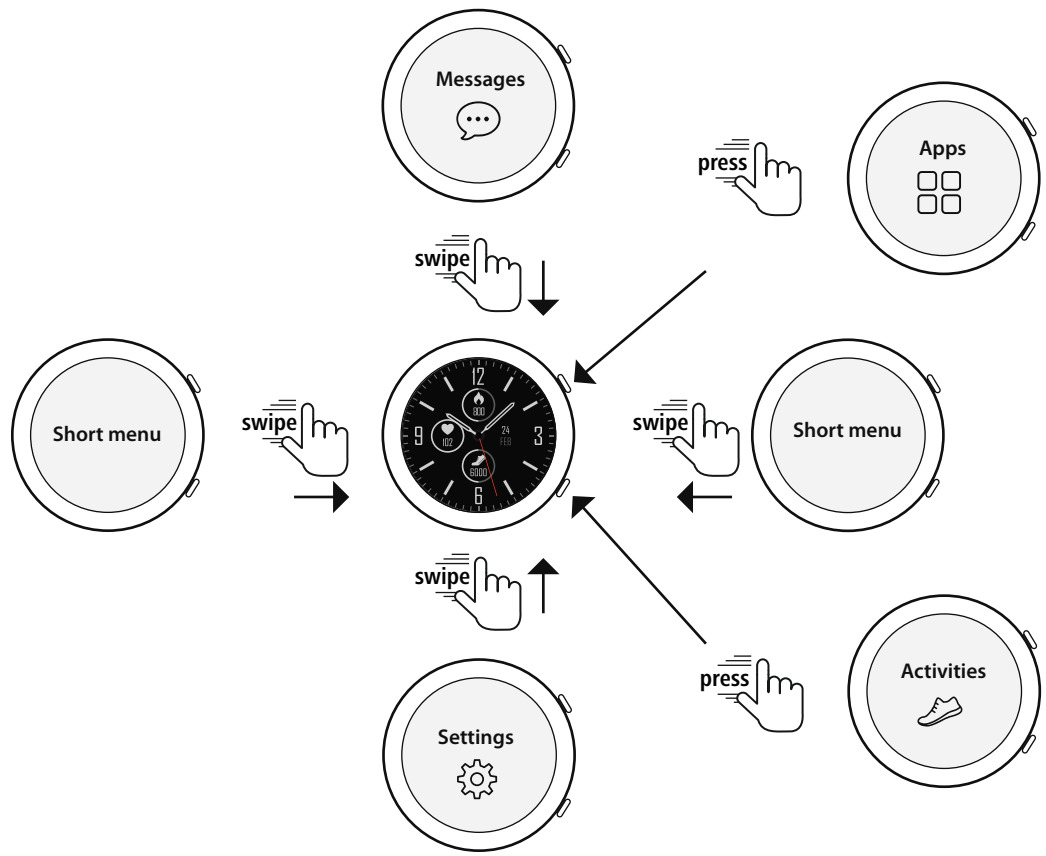 Messages
press
Apps
swipe
12
800
Short menu
swipe
9
102
24
FEB
3
swipe
Short menu
6000
6
swipe
press
Activities
Settings